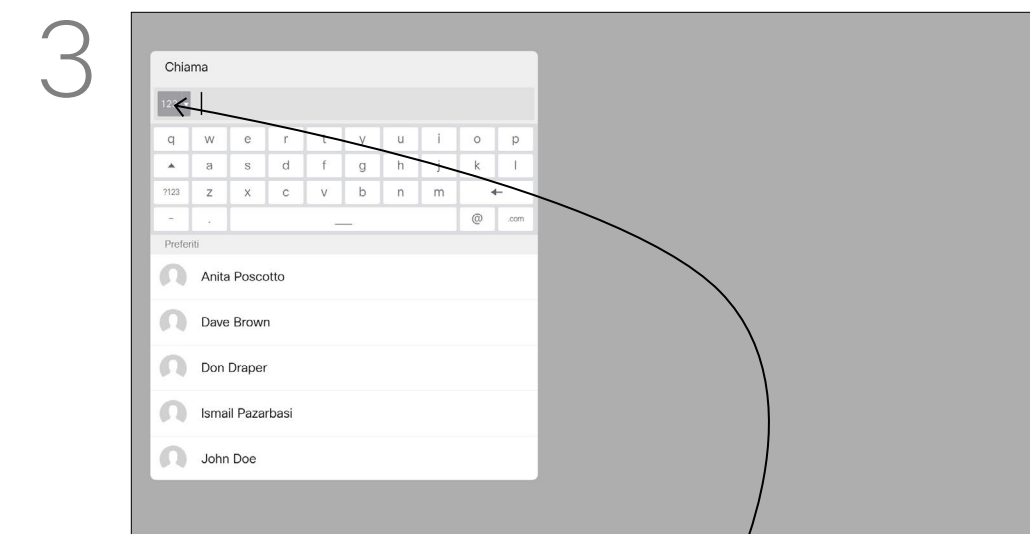 3
Chiama
q w e r t y u i o p
a s d f g h j k l
?123 z x c v b n m
- . @ .com
Preferiti
Anita Poscotto
Dave Brown
Don Draper
Ismail Pazarbasi
John Doe